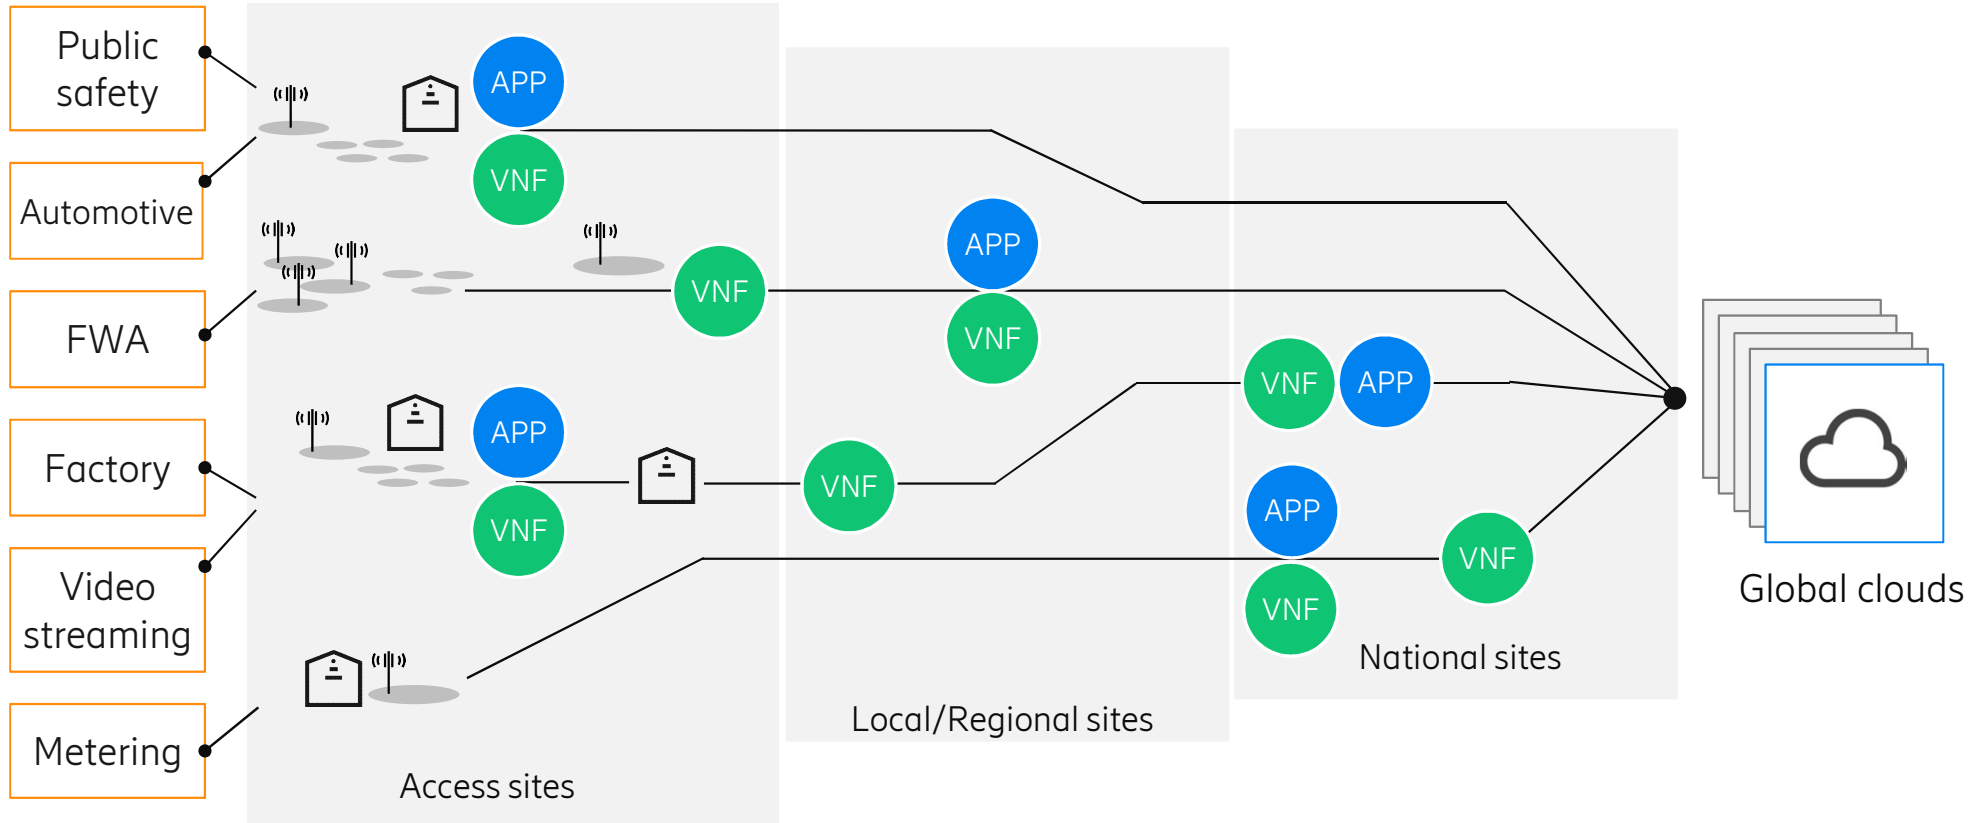 Public
safety
Automotive
FWA
Factory
Video
streaming
Metering
APP
VNF
VNF
APP
VNF
APP
VNF
VNF
VNF
APP
APP
VNF
VNF
Access sites
Local/Regional sites
National sites
Global clouds